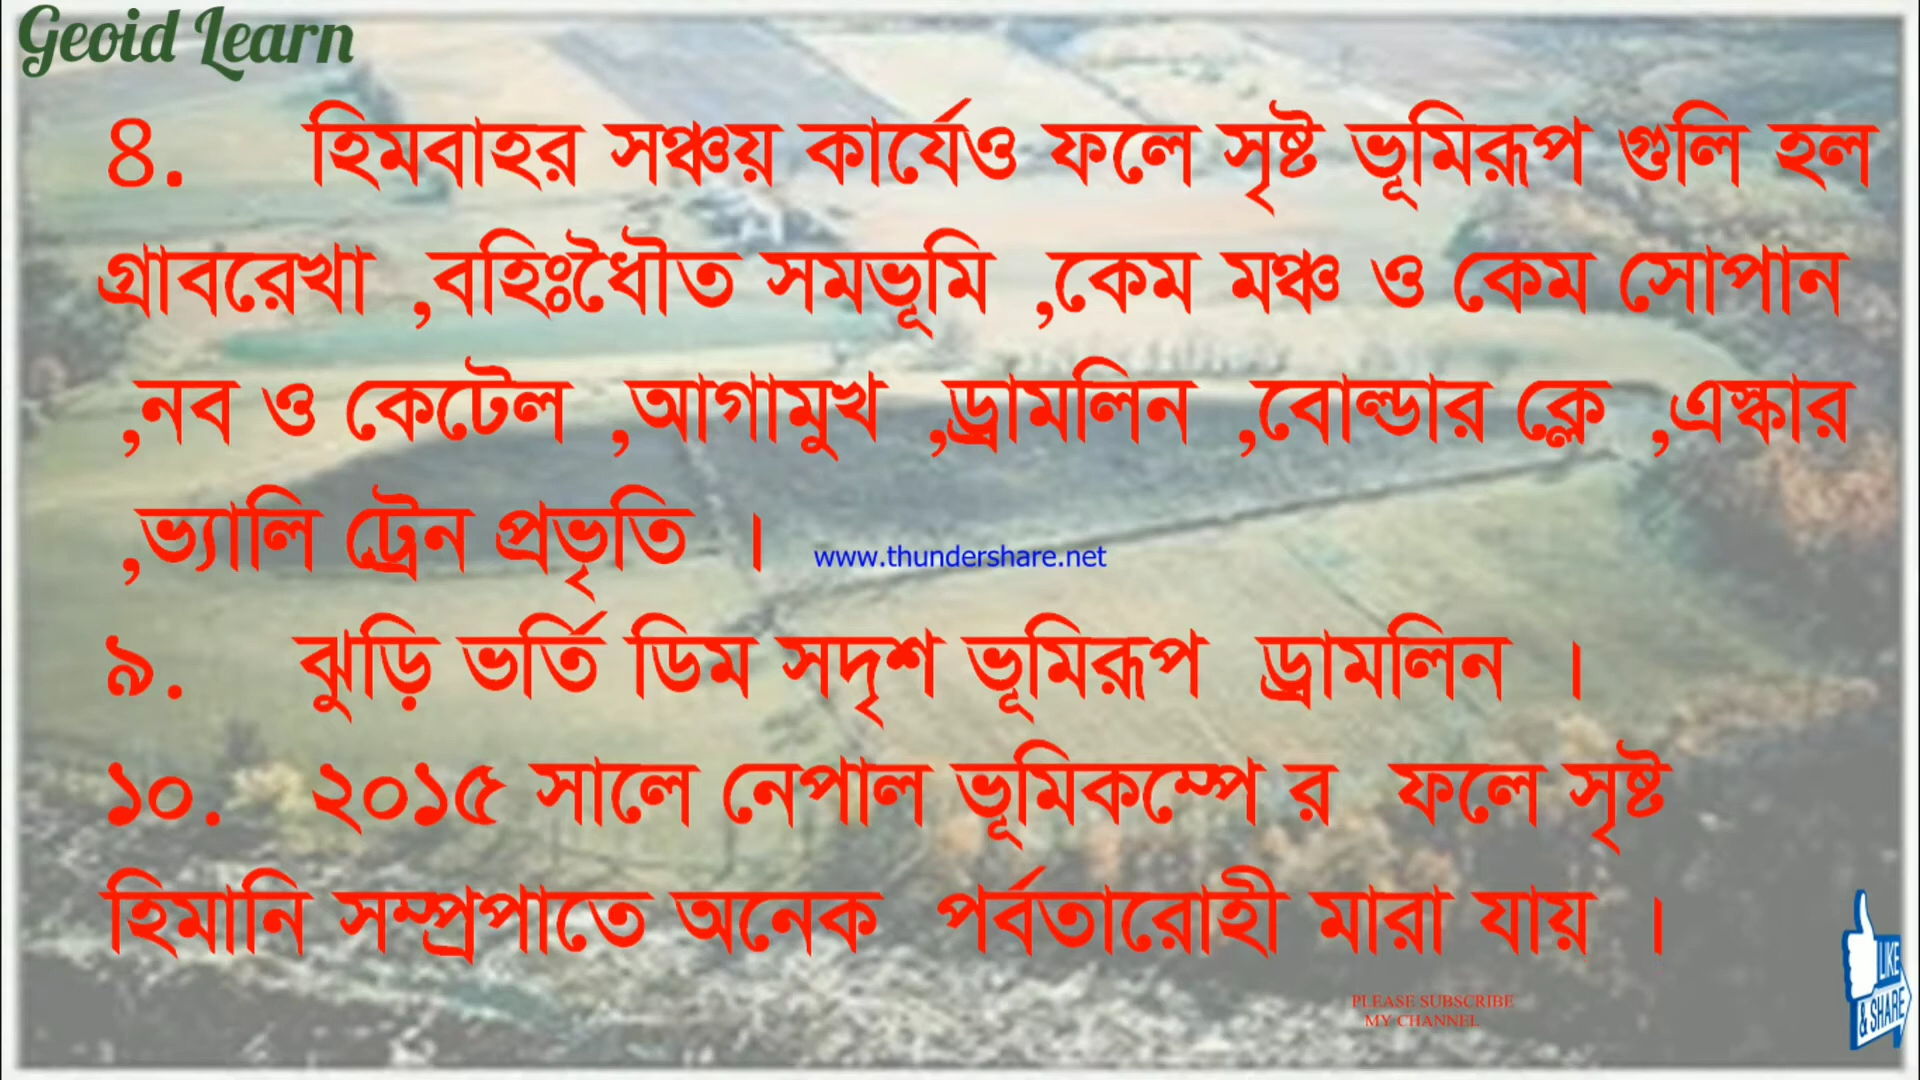 Geoid Learn
8. হিমবাহর সঞ্চয় কার্যেও ফলে সৃষ্ট ভূমিরূপ গুলি হল
গ্রাবরেখা ,বহিঃধৌত সমভূমি ,কেম মঞ্চ ও কেম সোপান
,নব ও কেটেল ,আগামুখ ,ড্রামলিন ,বোল্ডার ক্লে ,এস্কার
,ভ্যালি ট্রেন প্রভৃতি ।
www.thundershare.net
৯. ঝুড়ি ভর্তি ডিম সদৃশ ভূমিরূপ ড্রামলিন ।
১০. ২০১৫ সালে নেপাল ভূমিকম্পে র ফলে সৃষ্ট
হিমানি সম্প্রপাতে অনেক পর্বতারোহী মারা যায় ।
LIKE
& SHARE
PLEASE SUBSCRIBE
MY CHANNEL